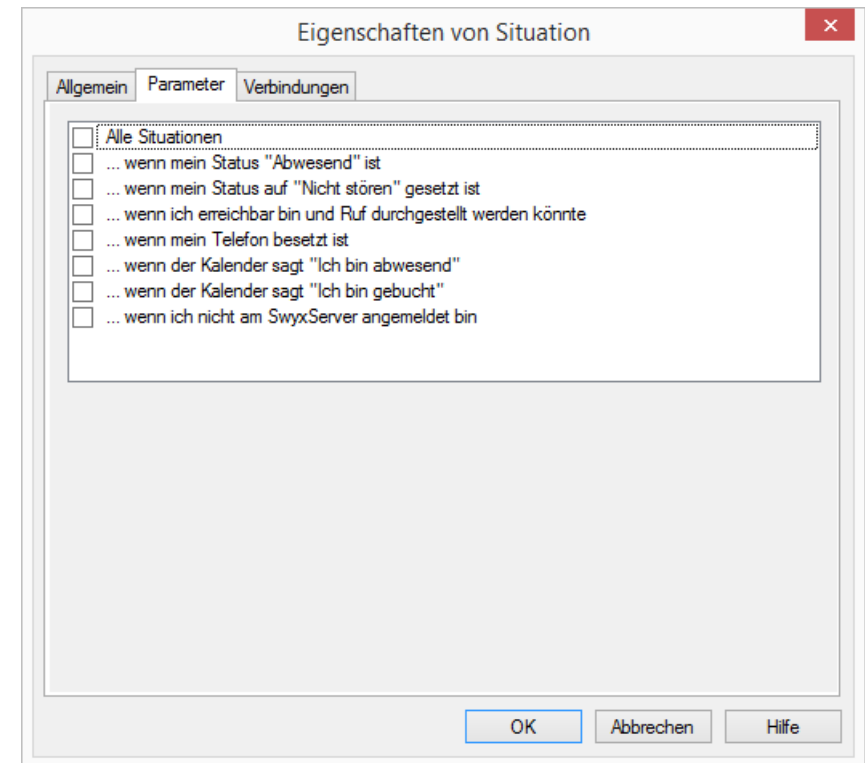 Eigenschaften von Situation
Allgemein Parameter Verbindungen
Alle Situationen
... wenn mein Status "Abwesend" ist
... wenn mein Status auf "Nicht stören" gesetzt ist
... wenn ich erreichbar bin und Ruf durchgestellt werden könnte
... wenn mein Telefon besetzt ist
... wenn der Kalender sagt "Ich bin abwesend"
... wenn der Kalender sagt "Ich bin gebucht"
... wenn ich nicht am SwyxServer angemeldet bin
OK Abbrechen Hilfe